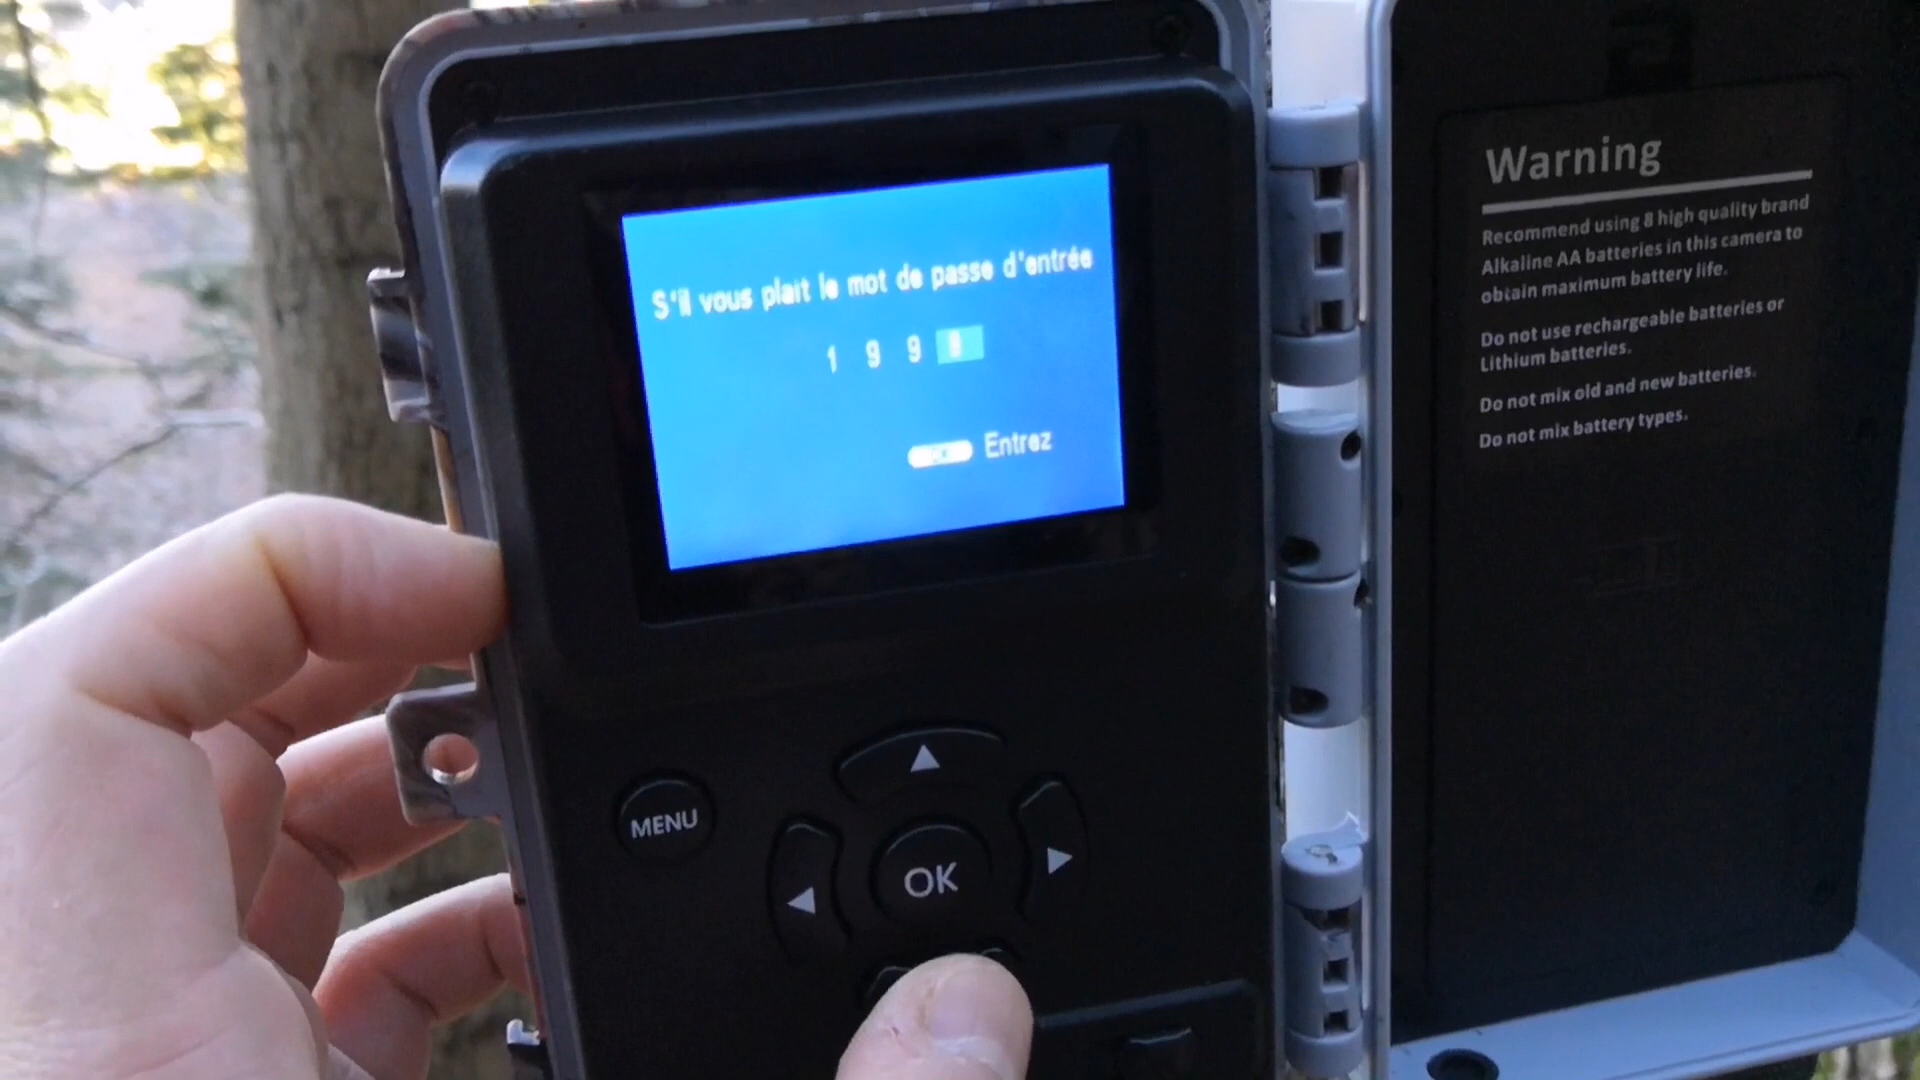 S'il vous plait le mot de passe d'entrée
1 9 9
Entrez
MENU
OK
Warning
Recommend using 8 high quality brand
Alkaline AA batteries in this camera to
obtain maximum battery life.
Do not use rechargeable batteries or
Lithium batteries.
Do not mix old and new batteries.
Do not mix battery types.